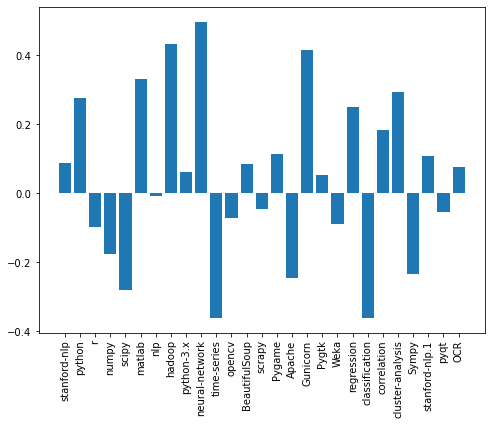 0.4
0.2
0.0
−0.2
−0.4
stanford-nlp
python
r
numpy
scipy
matlab
nlp
hadoop
python-3.x
neural-network
time-series
opencv
BeautifulSoup
scrapy
Pygame
Apache
Gunicorn
Pygtk
Weka
regression
classification
correlation
cluster-analysis
Sympy
stanford-nlp.1
pyqt
OCR